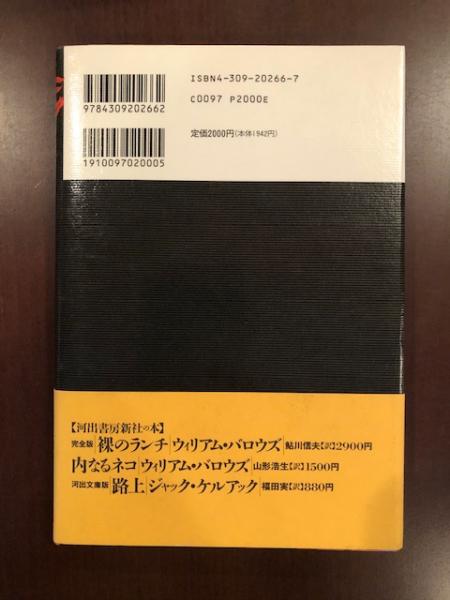 ISBN4-309-20266-7
9784309202662
C0097 P2000E
定価2000円(本体1942円)
1910097020005
【河出書房新社の本】
完全版 裸のランチ|ウィリアム・バロウズ|鮎川信夫【訳】2900円
内なるネコ|ウィリアム・バロウズ|山形浩生【訳】1500円
河出文庫版 路上|ジャック・ケルアック|福田実【訳】880円